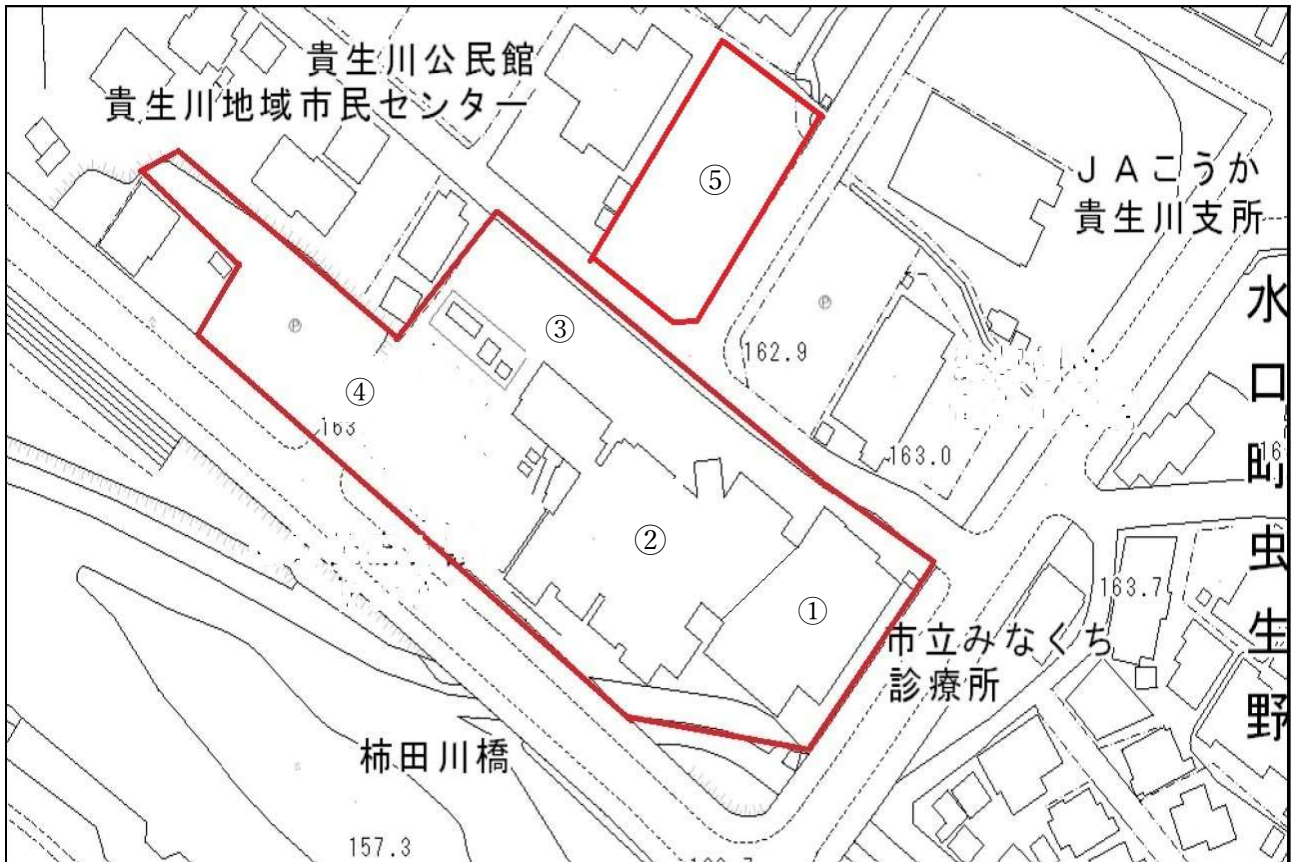 貴生川公民館
貴生川地域市民センター
⑤
JAこうか
貴生川支所
水口町虫生野
③
162.9
④
163
163.0
②
①
163.7
市立みなくち
診療所
柿田川橋
157.3